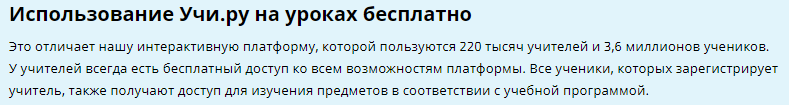 Использование Учи.ру на уроках бесплатно
Это отличает нашу интерактивную платформу, которой пользуются 220 тысяч учителей и 3,6 миллионов учеников.
У учителей всегда есть бесплатный доступ ко всем возможностям платформы. Все ученики, которых зарегистрирует
учитель, также получают доступ для изучения предметов в соответствии с учебной программой.